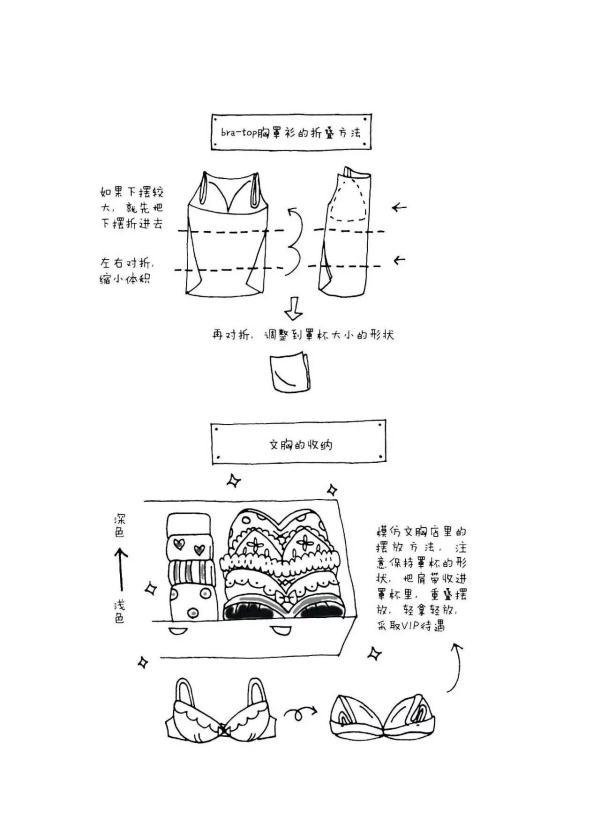 bra-top胸罩衫的折叠方法
如果下摆较
大，就先把
下摆折进去
左右对折，
缩小体积
再对折，调整到罩杯大小的形状
文胸的收纳
深色
浅色
模仿文胸店里的
摆放方法，注
意保持罩杯的形
状，把肩带收进
罩杯里，重叠摆
放，轻拿轻放，
采取VIP待遇